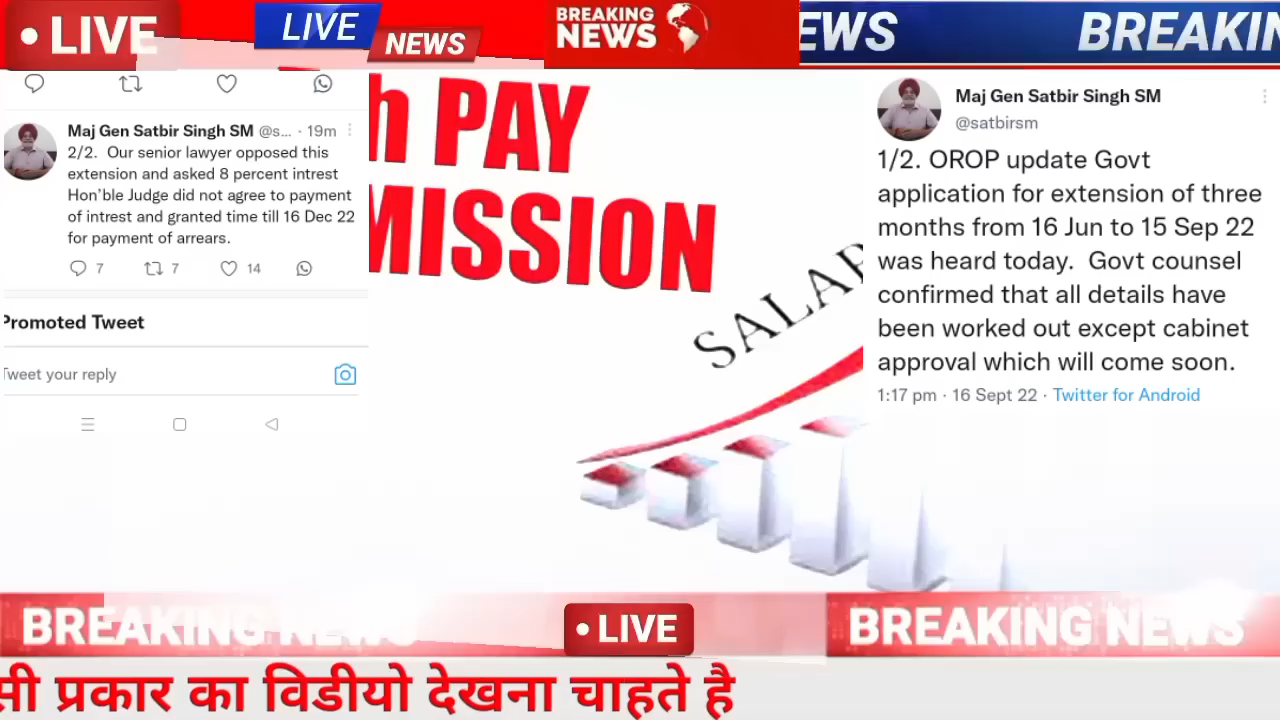 LIVE
LIVE
NEWS
BREAKING
NEWS
EWS
BREAKIN
Maj Gen Satbir Singh SM @s... · 19m
2/2. Our senior lawyer opposed this
extension and asked 8 percent intrest
Hon'ble Judge did not agree to payment
of intrest and granted time till 16 Dec 22
for payment of arrears.
7 7 14
Promoted Tweet
Tweet your reply
h PAY
MISSION
SALAR
Maj Gen Satbir Singh SM
@satbirsm
1/2. OROP update Govt
application for extension of three
months from 16 Jun to 15 Sep 22
was heard today. Govt counsel
confirmed that all details have
been worked out except cabinet
approval which will come soon.
1:17 pm · 16 Sept 22 · Twitter for Android
BREAKING NEWS
LIVE
BREAKING NEWS
सी प्रकार का विडीयो देखना चाहते है